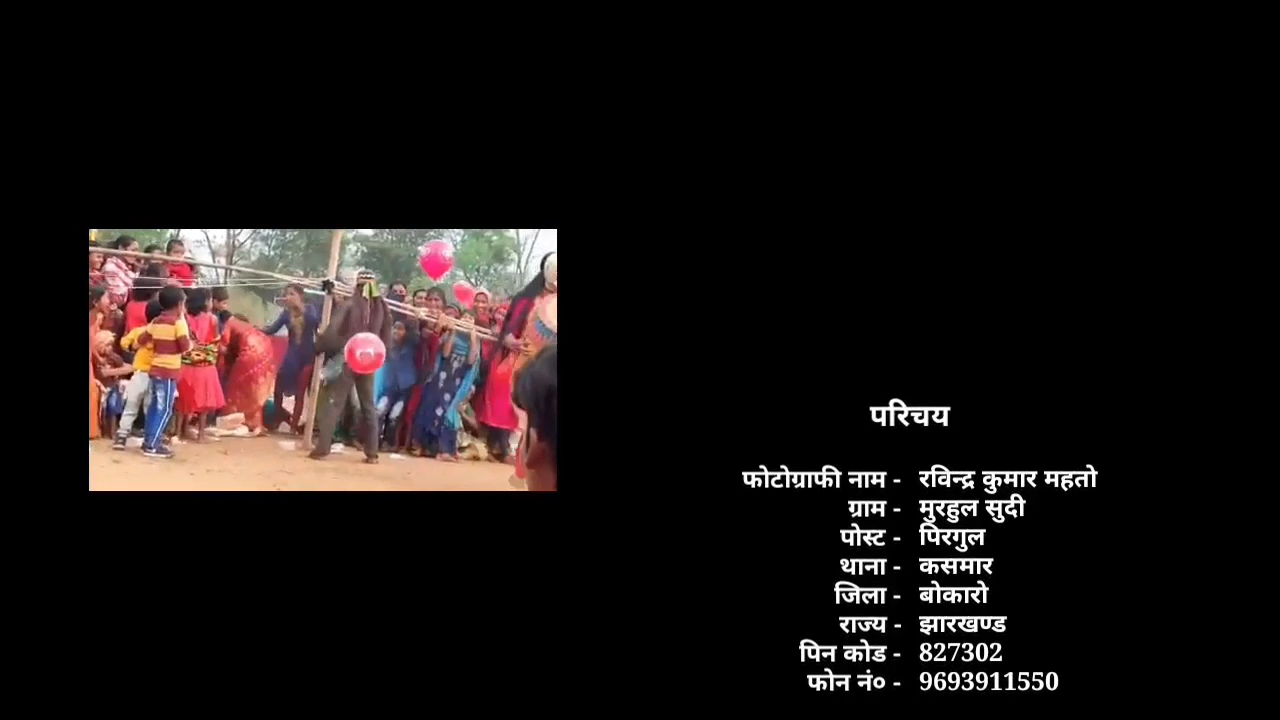 परिचय
फोटोग्राफी नाम - रविन्द्र कुमार महतो
ग्राम - मुरहुल सुदी
पोस्ट - पिरगुल
थाना - कसमार
जिला - बोकारो
राज्य - झारखण्ड
पिन कोड - 827302
फोन नं० - 9693911550